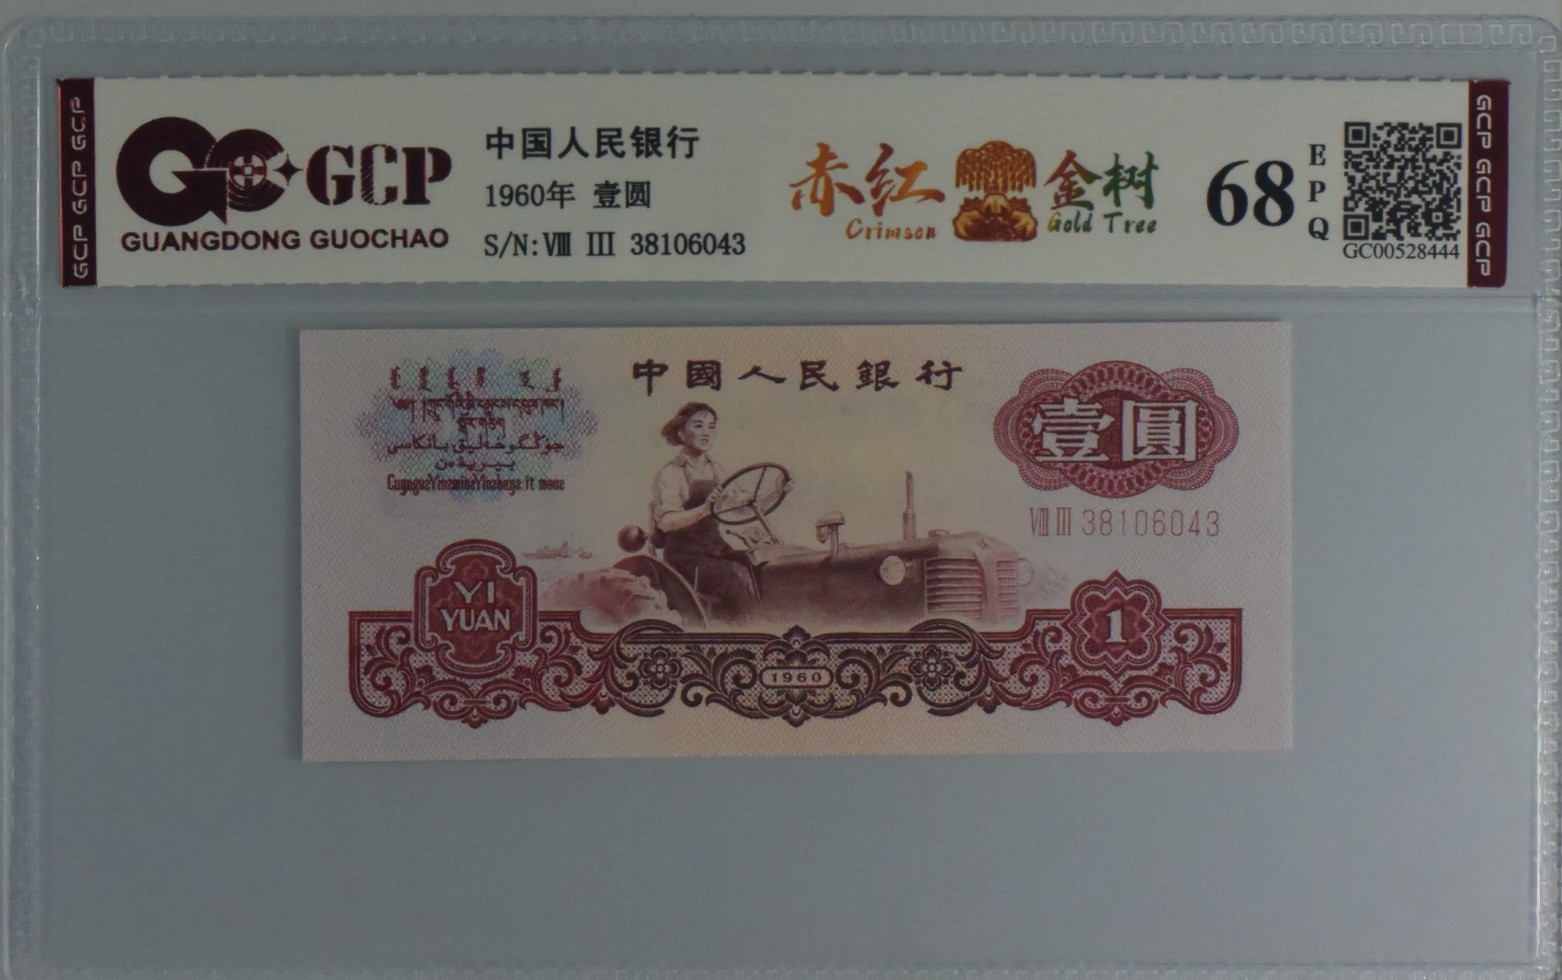 GCP GCP GCP
GCP
GUANGDONG GUOCHAO
中国人民银行
1960年 壹圆
S/N: Ⅷ Ⅲ 38106043
赤红 金树
Crimson Gold Tree
68
EPQ
GC00528444
GCP GCP GCP
中國人民銀行
壹圓
Ⅷ Ⅲ 38106043
YI
YUAN
1960
1